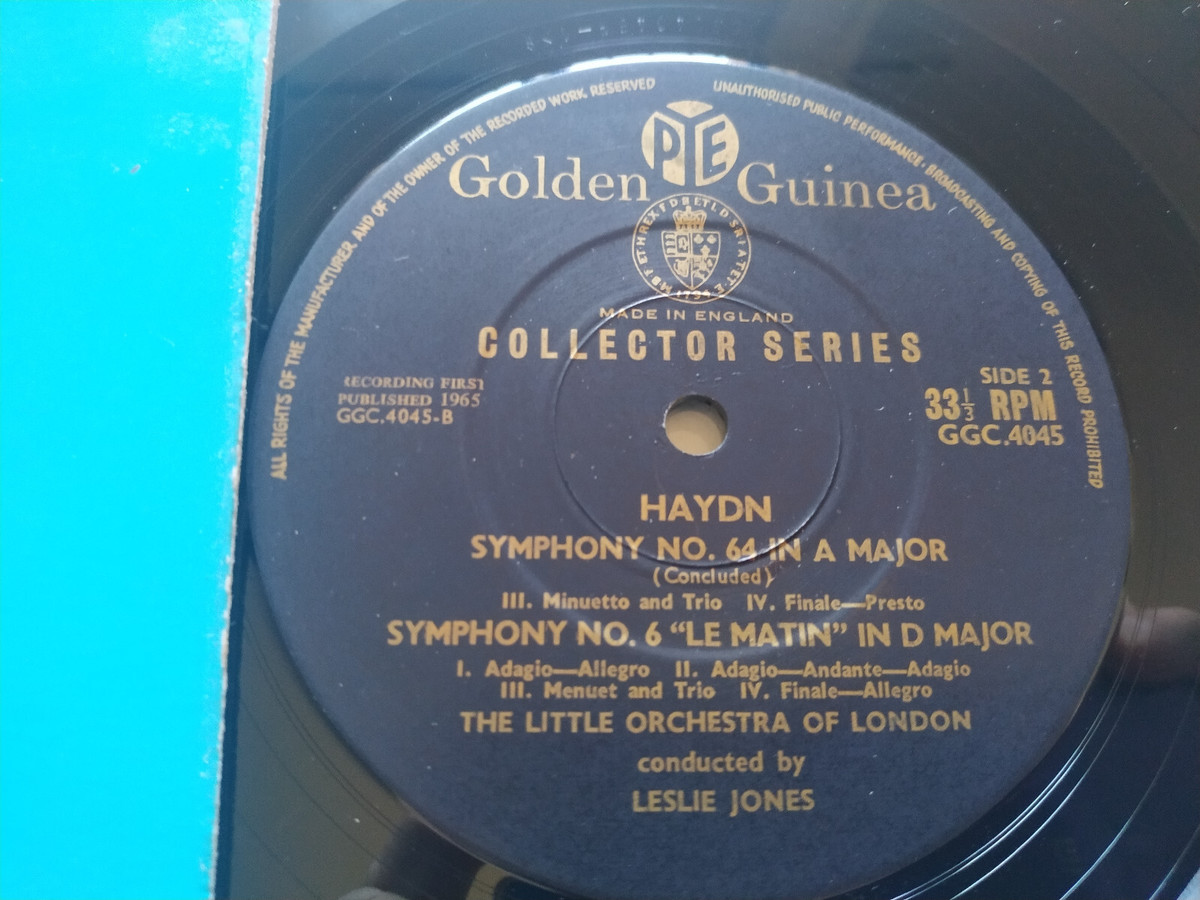 ALL RIGHTS OF THE MANUFACTURER AND OF THE OWNER OF THE RECORDED WORK RESERVED
UNAUTHORISED PUBLIC PERFORMANCE, BROADCASTING AND COPYING OF THIS RECORD PROHIBITED
PYE
Golden Guinea
1794
MADE IN ENGLAND
COLLECTOR SERIES
RECORDING FIRST
PUBLISHED 1965
GGC.4045-B
SIDE 2
33⅓ RPM
GGC.4045
HAYDN
SYMPHONY NO. 64 IN A MAJOR
(Concluded)
III. Minuetto and Trio IV. Finale—Presto
SYMPHONY NO. 6 “LE MATIN” IN D MAJOR
I. Adagio—Allegro II. Adagio—Andante—Adagio
III. Menuet and Trio IV. Finale—Allegro
THE LITTLE ORCHESTRA OF LONDON
conducted by
LESLIE JONES